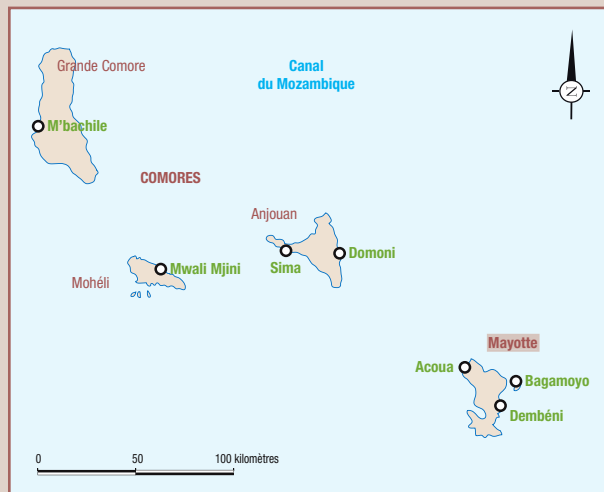 Grande Comore
Canal
du Mozambique
N
M'bachile
COMORES
Anjouan
Domoni
Sima
Mwali Mjini
Mohéli
Mayotte
Acoua
Bagamoyo
Dembéni
0 50 100 kilomètres